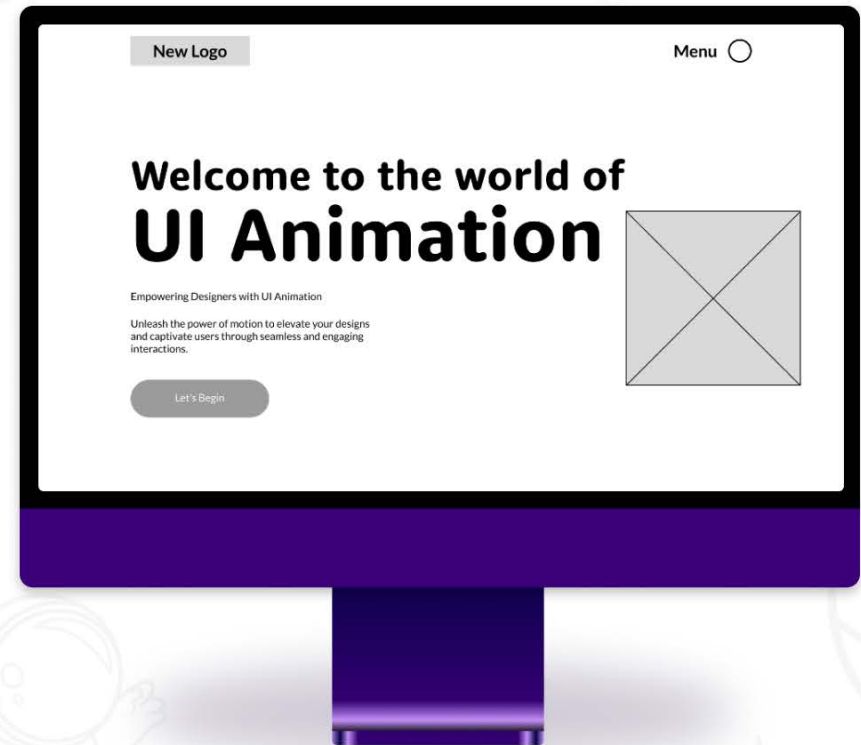 New Logo
Menu
Welcome to the world of
UI Animation
Empowering Designers with UI Animation
Unleash the power of motion to elevate your designs
and captivate users through seamless and engaging
interactions.
Let's Begin